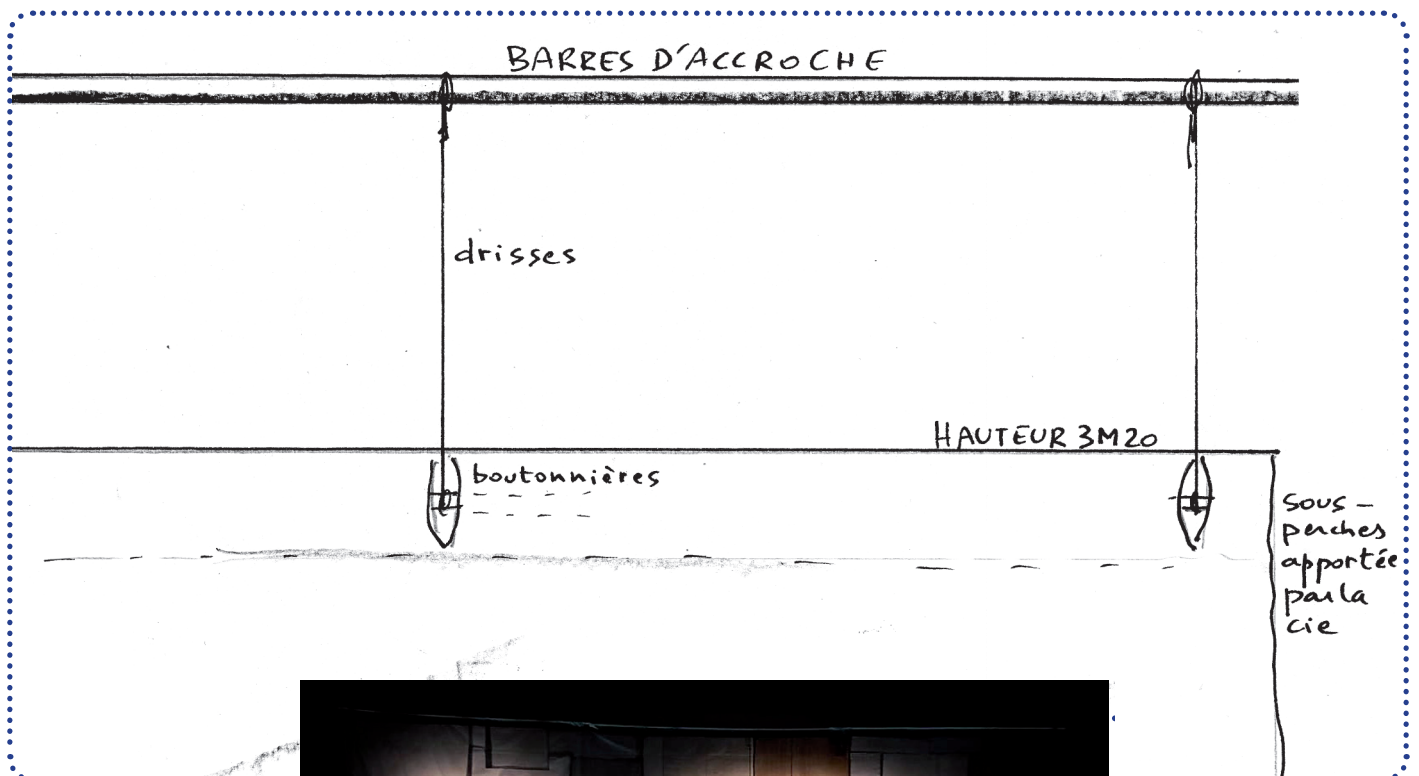 BARRES D'ACCROCHE
drisses
HAUTEUR 3M20
boutonnières
sous-
perches
apportée
par la
cie